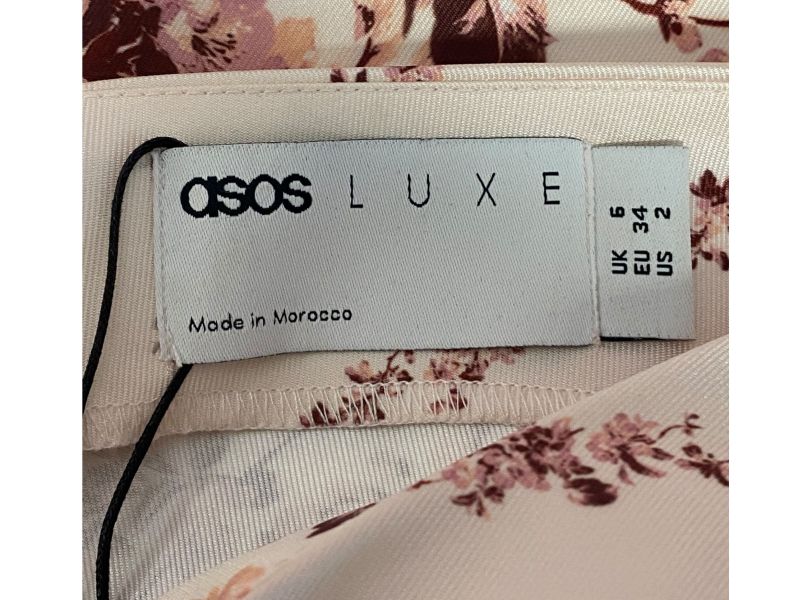 asos LUXE
Made in Morocco
UK 6
EU 34
US 2